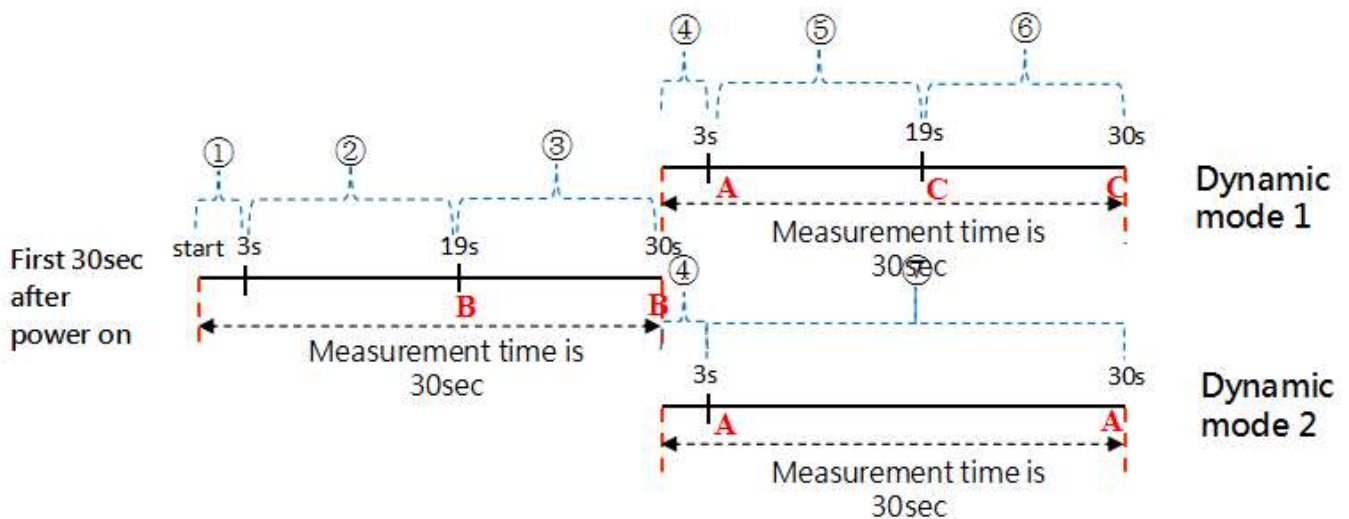 ④ ⑤ ⑥
3s 19s 30s
A C C
Measurement time is
30sec
Dynamic
mode 1
① ② ③
start 3s 19s 30s
First 30sec
after
power on
B B
Measurement time is
30sec
④ ⑦
3s 30s
A A
Measurement time is
30sec
Dynamic
mode 2